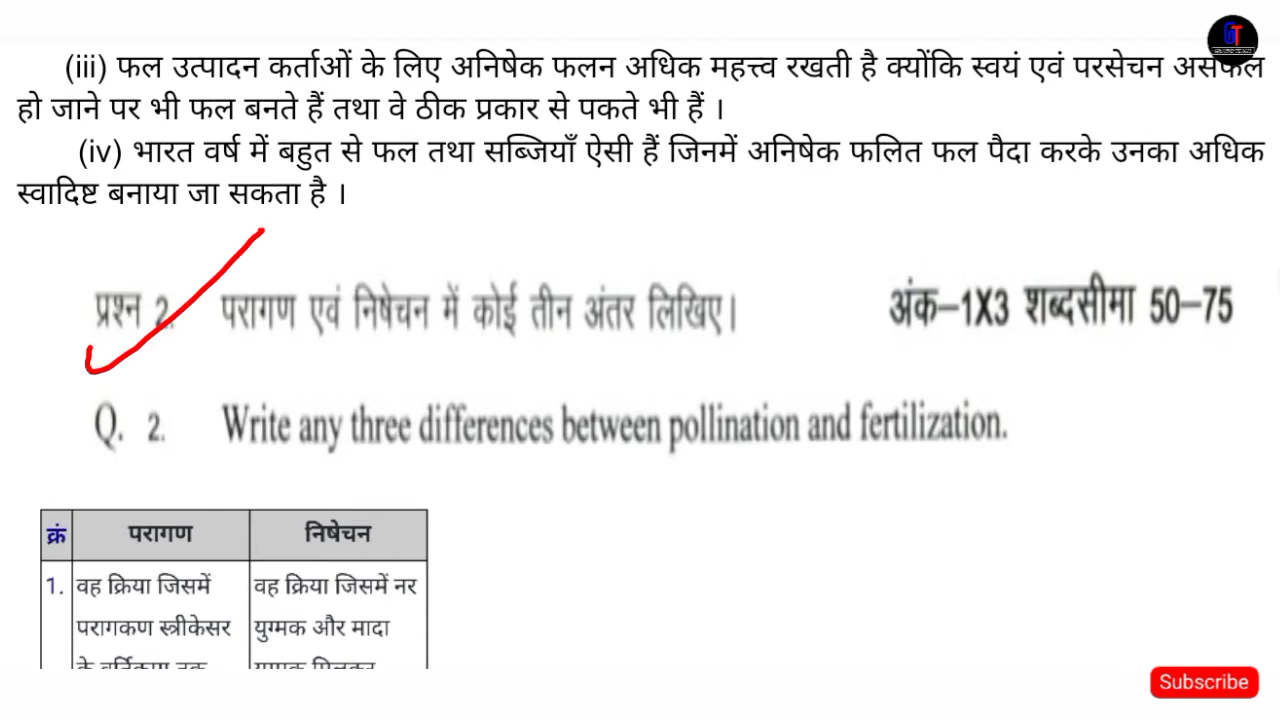 (iii) फल उत्पादन कर्ताओं के लिए अनिषेक फलन अधिक महत्त्व रखती है क्योंकि स्वयं एवं परसेचन असफल
हो जाने पर भी फल बनते हैं तथा वे ठीक प्रकार से पकते भी हैं ।
(iv) भारत वर्ष में बहुत से फल तथा सब्जियाँ ऐसी हैं जिनमें अनिषेक फलित फल पैदा करके उनका अधिक
स्वादिष्ट बनाया जा सकता है ।
प्रश्न 2. परागण एवं निषेचन में कोई तीन अंतर लिखिए। अंक–1X3 शब्दसीमा 50–75
Q. 2. Write any three differences between pollination and fertilization.
क्रं परागण निषेचन
1. वह क्रिया जिसमें वह क्रिया जिसमें नर
परागकण स्त्रीकेसर युग्मक और मादा
GT
Subscribe